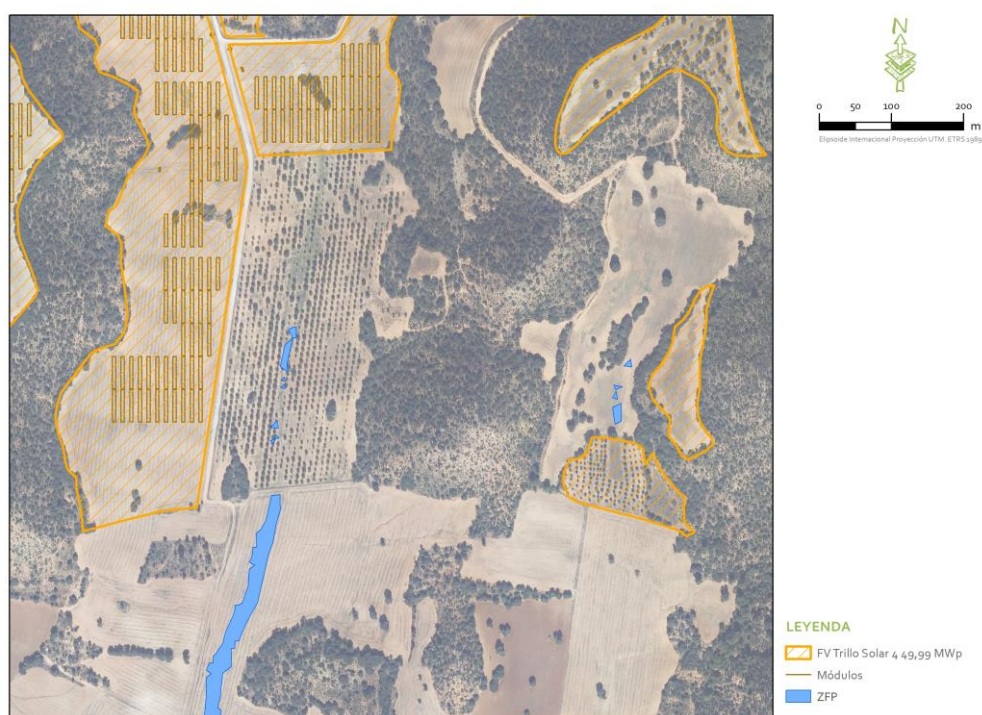 N
0 50 100 200
m
Elipsoide Internacional Proyección UTM. ETRS 1989
LEYENDA
FV Trillo Solar 4 49,99 MWp
Módulos
ZFP